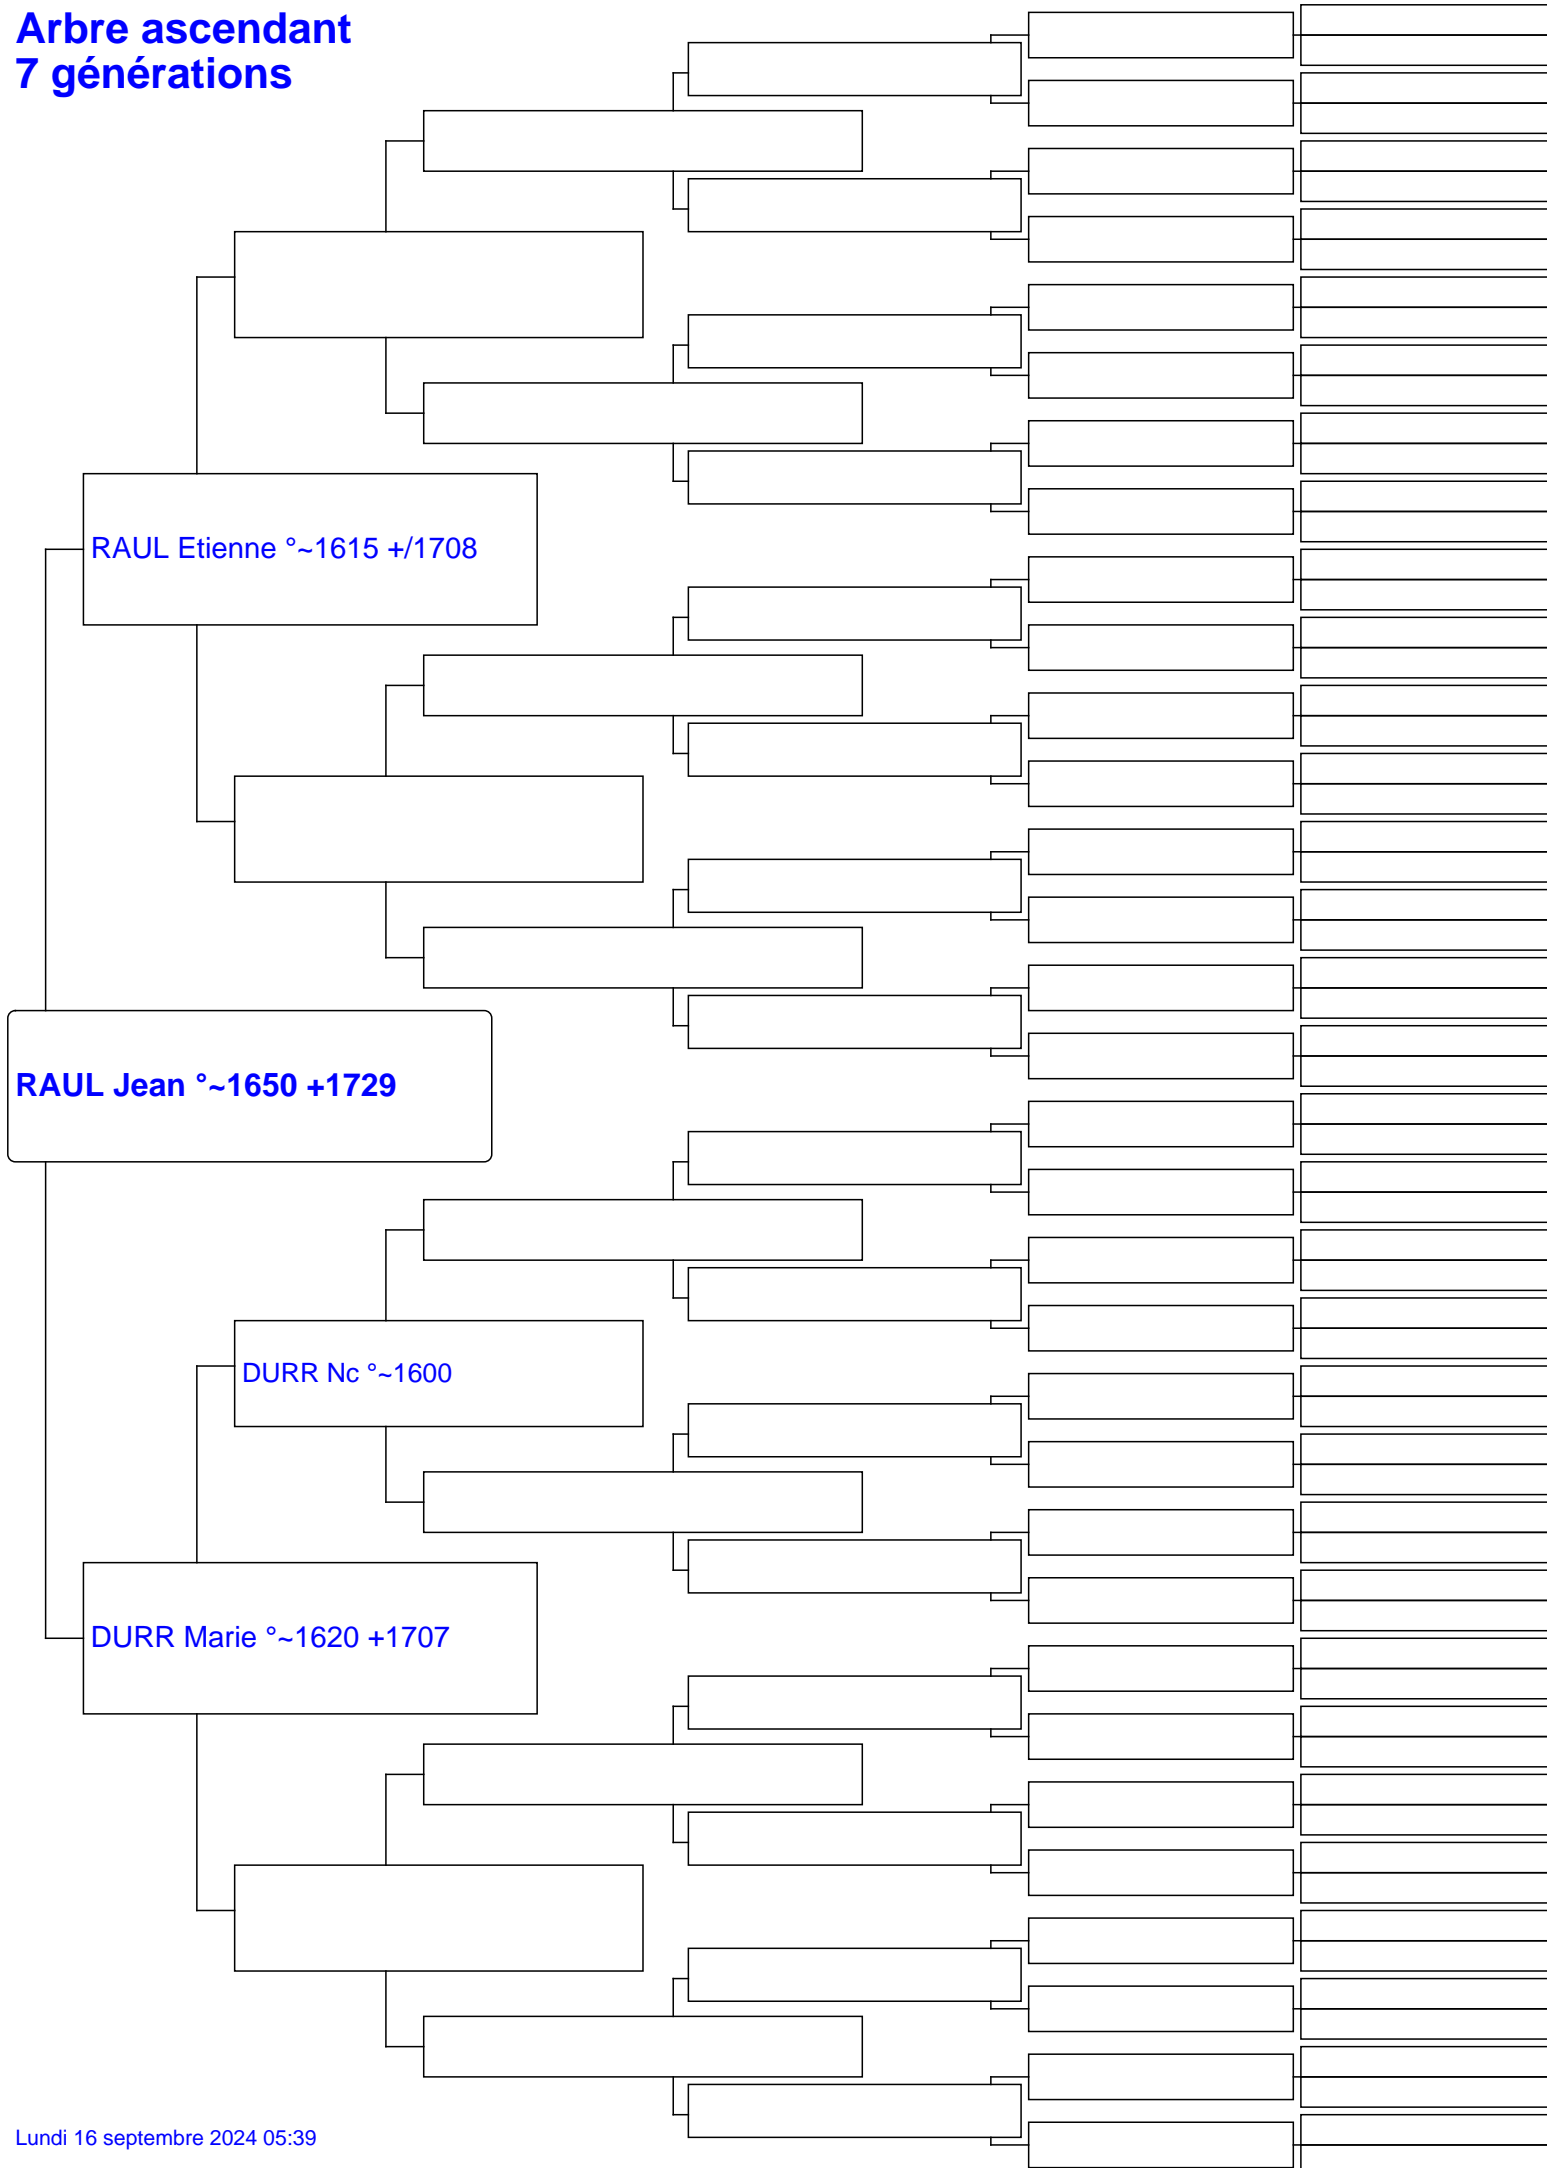 Arbre ascendant
7 générations
RAUL Etienne °~1615 +/1708
RAUL Jean °~1650 +1729
DURR Nc °~1600
DURR Marie °~1620 +1707
Lundi 16 septembre 2024 05:39